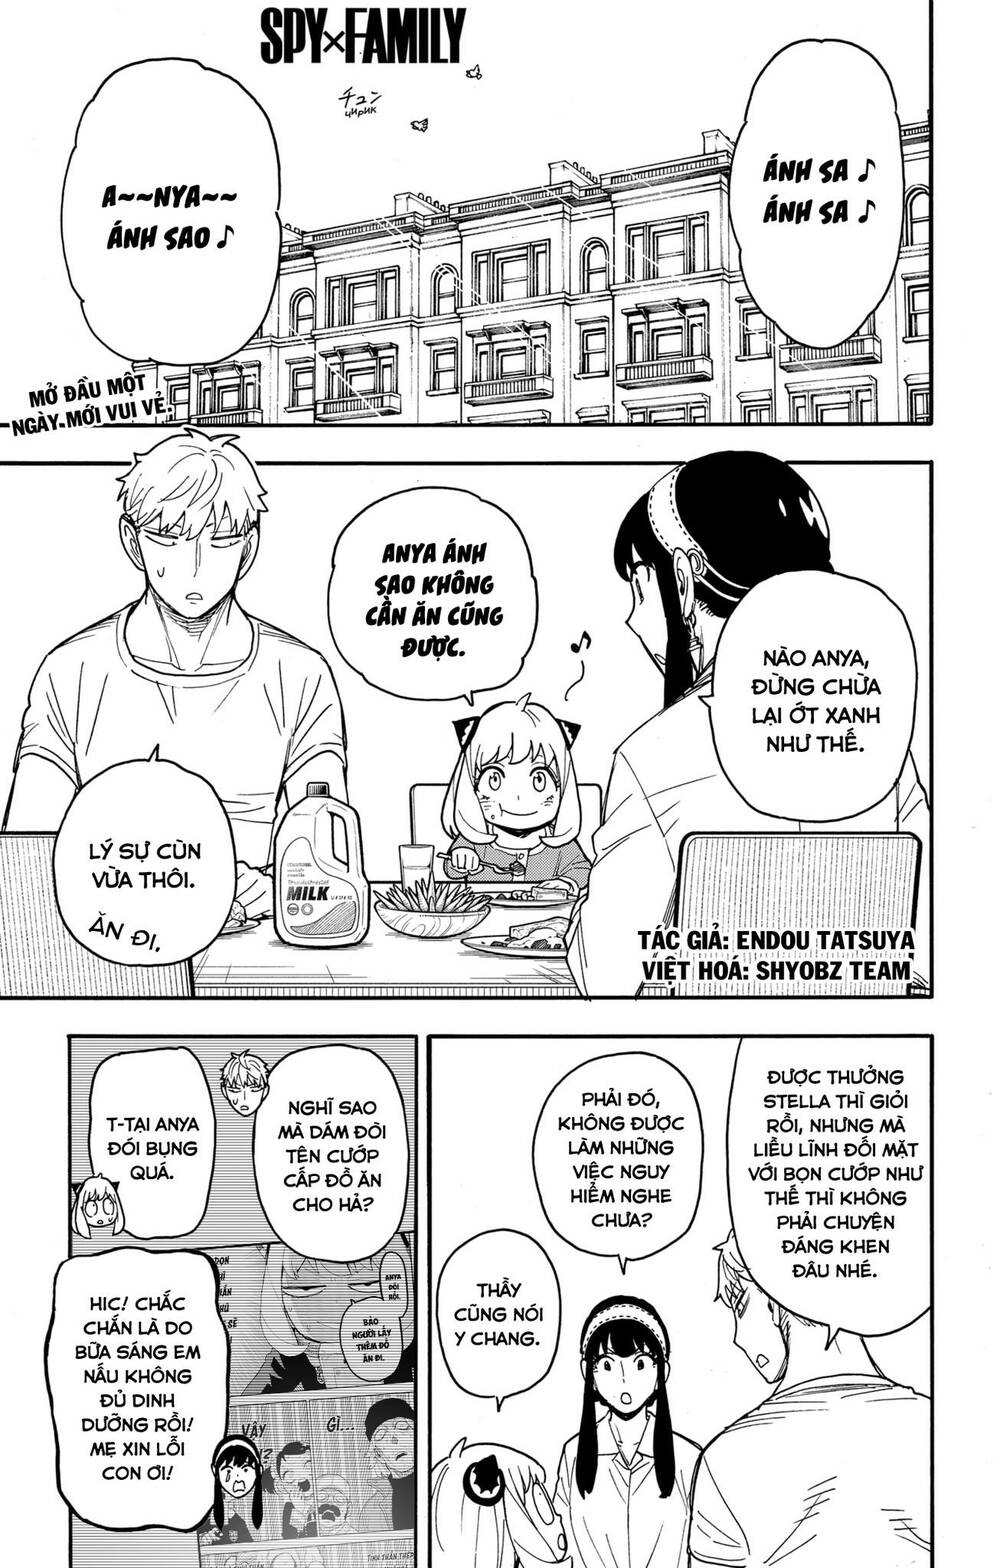 SPY×FAMILY
チュン
чирик
ÁNH SA ♪
ÁNH SA ♪
A~~NYA~~
ÁNH SAO ♪
MỞ ĐẦU MỘT
NGÀY MỚI VUI VẺ.
ANYA ÁNH
SAO KHÔNG
CẦN ĂN CŨNG
ĐƯỢC.
♪
NÀO ANYA,
ĐỪNG CHỪA
LẠI ỚT XANH
NHƯ THẾ.
LÝ SỰ CÙN
VỪA THÔI.
ĂN ĐI.
MILK
TÁC GIẢ: ENDOU TATSUYA
VIỆT HOÁ: SHYOBZ TEAM
ĐƯỢC THƯỞNG
STELLA THÌ GIỎI
RỒI, NHƯNG MÀ
LIỀU LĨNH ĐỐI MẶT
VỚI BỌN CƯỚP NHƯ
THẾ THÌ KHÔNG
PHẢI CHUYỆN
ĐÁNG KHEN
ĐÂU NHÉ.
PHẢI ĐÓ,
KHÔNG ĐƯỢC
LÀM NHỮNG
VIỆC NGUY
HIỂM NGHE
CHƯA?
THẦY
CŨNG NÓI
Y CHANG.
NGHĨ SAO
MÀ DÁM ĐÒI
TÊN CƯỚP
CẤP ĐỒ ĂN
CHO HẢ?
T-TẠI ANYA
ĐÓI BỤNG
QUÁ.
ANYA
ĐÓI
RỒI.
BẢO
NGƯỜI LẤY
THÊM ĐỒ
ĂN ĐI.
HIC! CHẮC
CHẮN LÀ DO
BỮA SÁNG EM
NẤU KHÔNG
ĐỦ DINH
DƯỠNG RỒI!
MẸ XIN LỖI
CON ƠI!
GÌ...
VẬY
?